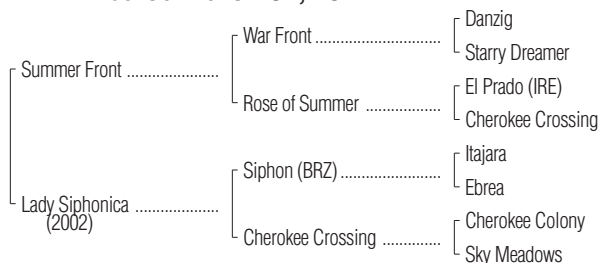 Danzig
War Front ..............................
Starry Dreamer
Summer Front ......................
El Prado (IRE)
Rose of Summer ..................
Cherokee Crossing
Itajara
Siphon (BRZ)........................
Ebrea
Lady Siphonica ....................
(2002)
Cherokee Colony
Cherokee Crossing ..............
Sky Meadows